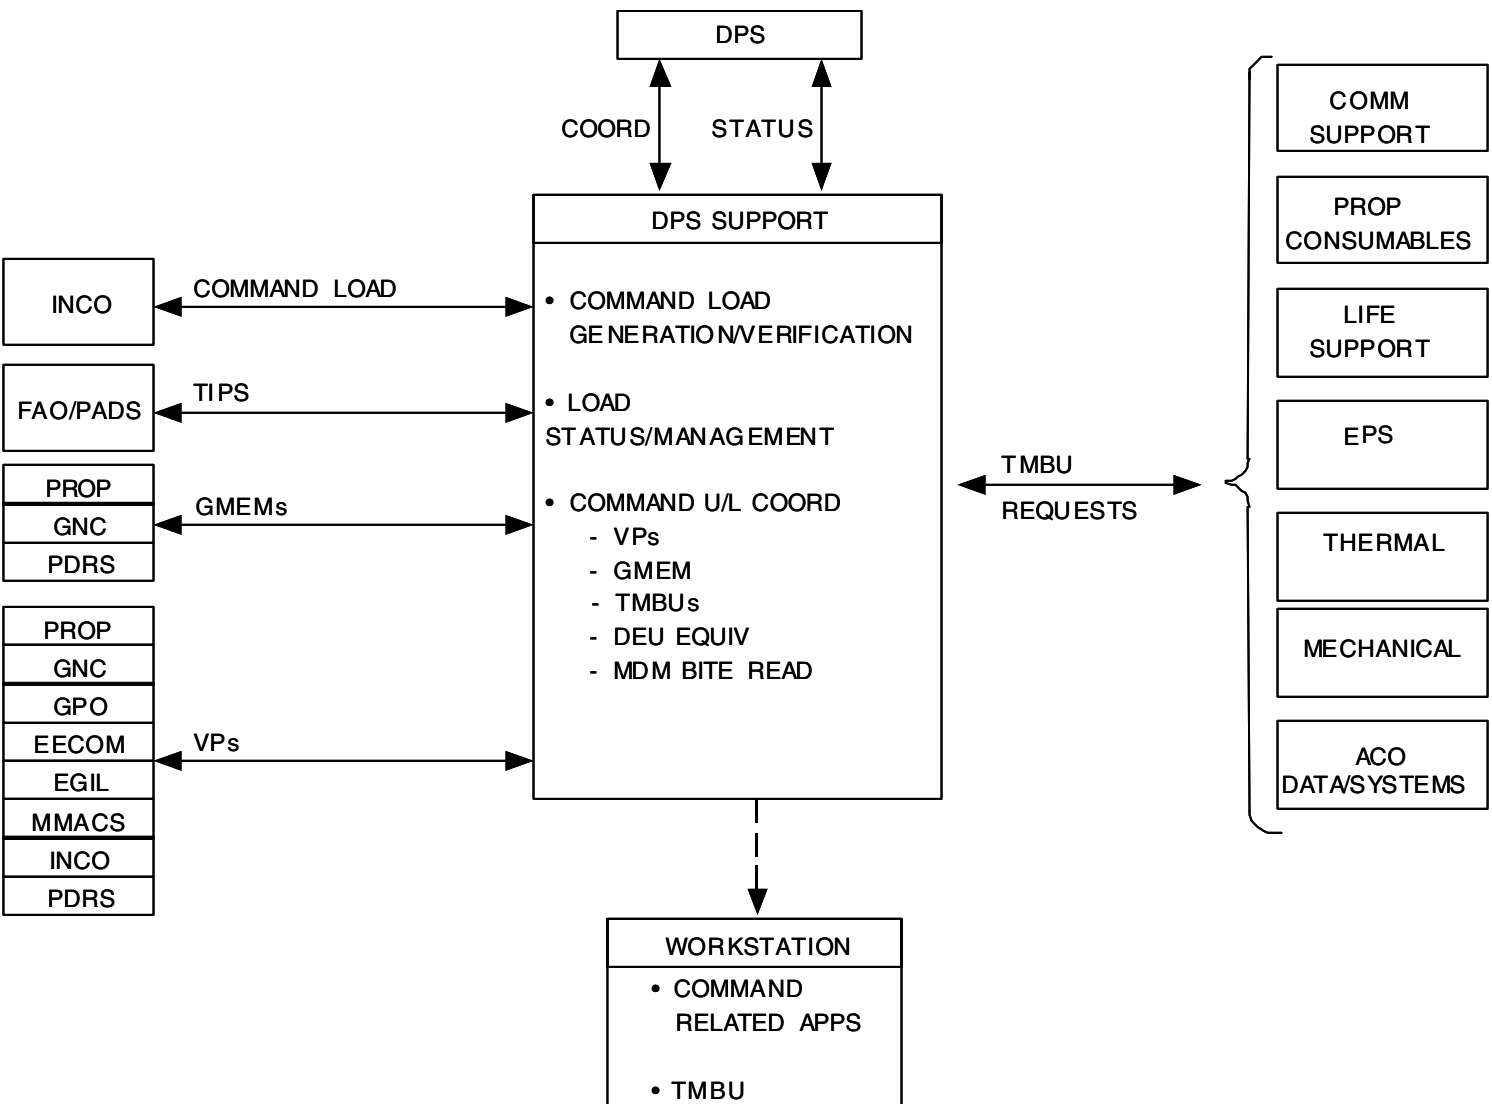 DPS
COORD
STATUS
DPS SUPPORT
• COMMAND LOAD
GENERATION/VERIFICATION
• LOAD
STATUS/MANAGEMENT
• COMMAND U/L COORD
- VPs
- GMEM
- TMBUs
- DEU EQUIV
- MDM BITE READ
INCO
COMMAND LOAD
FAO/PADS
TIPS
PROP
GNC
PDRS
GMEMs
PROP
GNC
GPO
EECOM
EGIL
MMACS
INCO
PDRS
VPs
TMBU
REQUESTS
COMM
SUPPORT
PROP
CONSUMABLES
LIFE
SUPPORT
EPS
THERMAL
MECHANICAL
ACO
DATA/SYSTEMS
WORKSTATION
• COMMAND
RELATED APPS
• TMBU